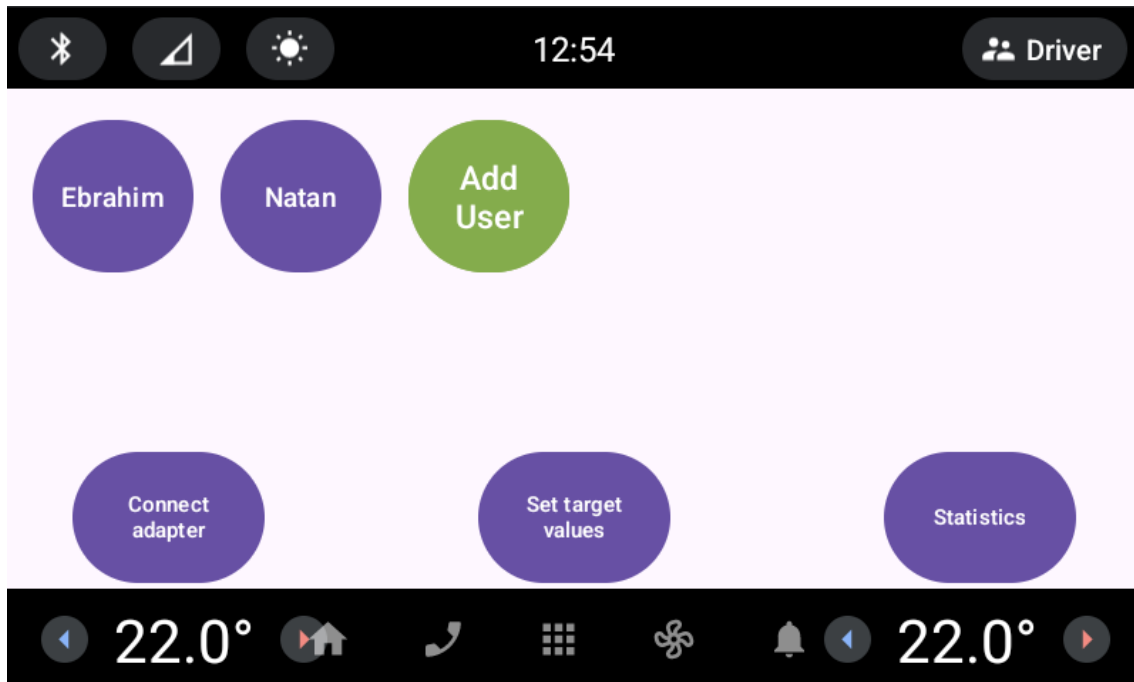 12:54
Driver
Ebrahim
Natan
Add
User
Connect
adapter
Set target
values
Statistics
22.0°
22.0°